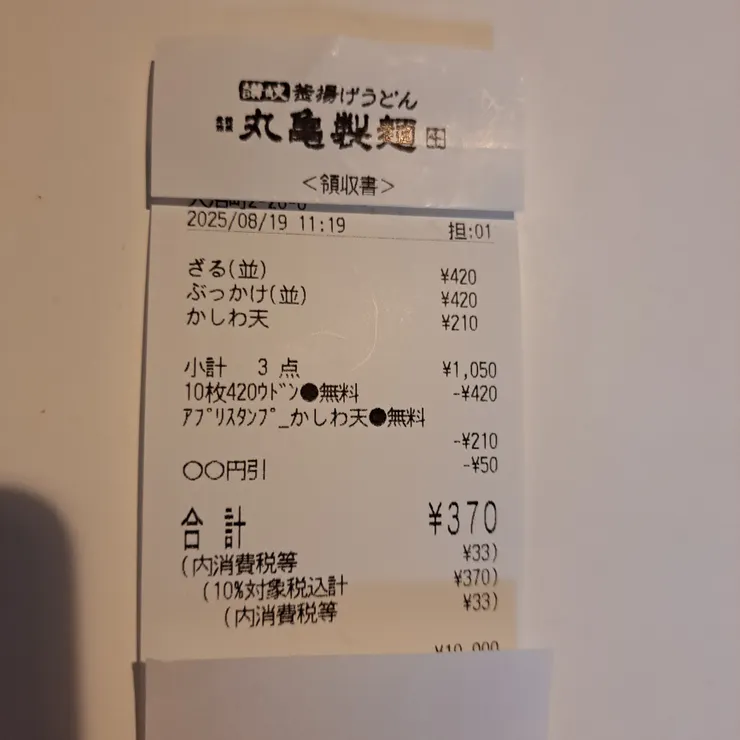 讃岐 釜揚げうどん
丸亀製麺
<領収書>
2025/08/19 11:19 担:01
ざる(並) ¥420
ぶっかけ(並) ¥420
かしわ天 ¥210
小計 3 点 ¥1,050
10枚420ウドン●無料 -¥420
アプリスタンプ_かしわ天●無料
-¥210
○○円引 -¥50
合 計 ¥370
(内消費税等 ¥33)
(10%対象税込計 ¥370)
(内消費税等 ¥33)